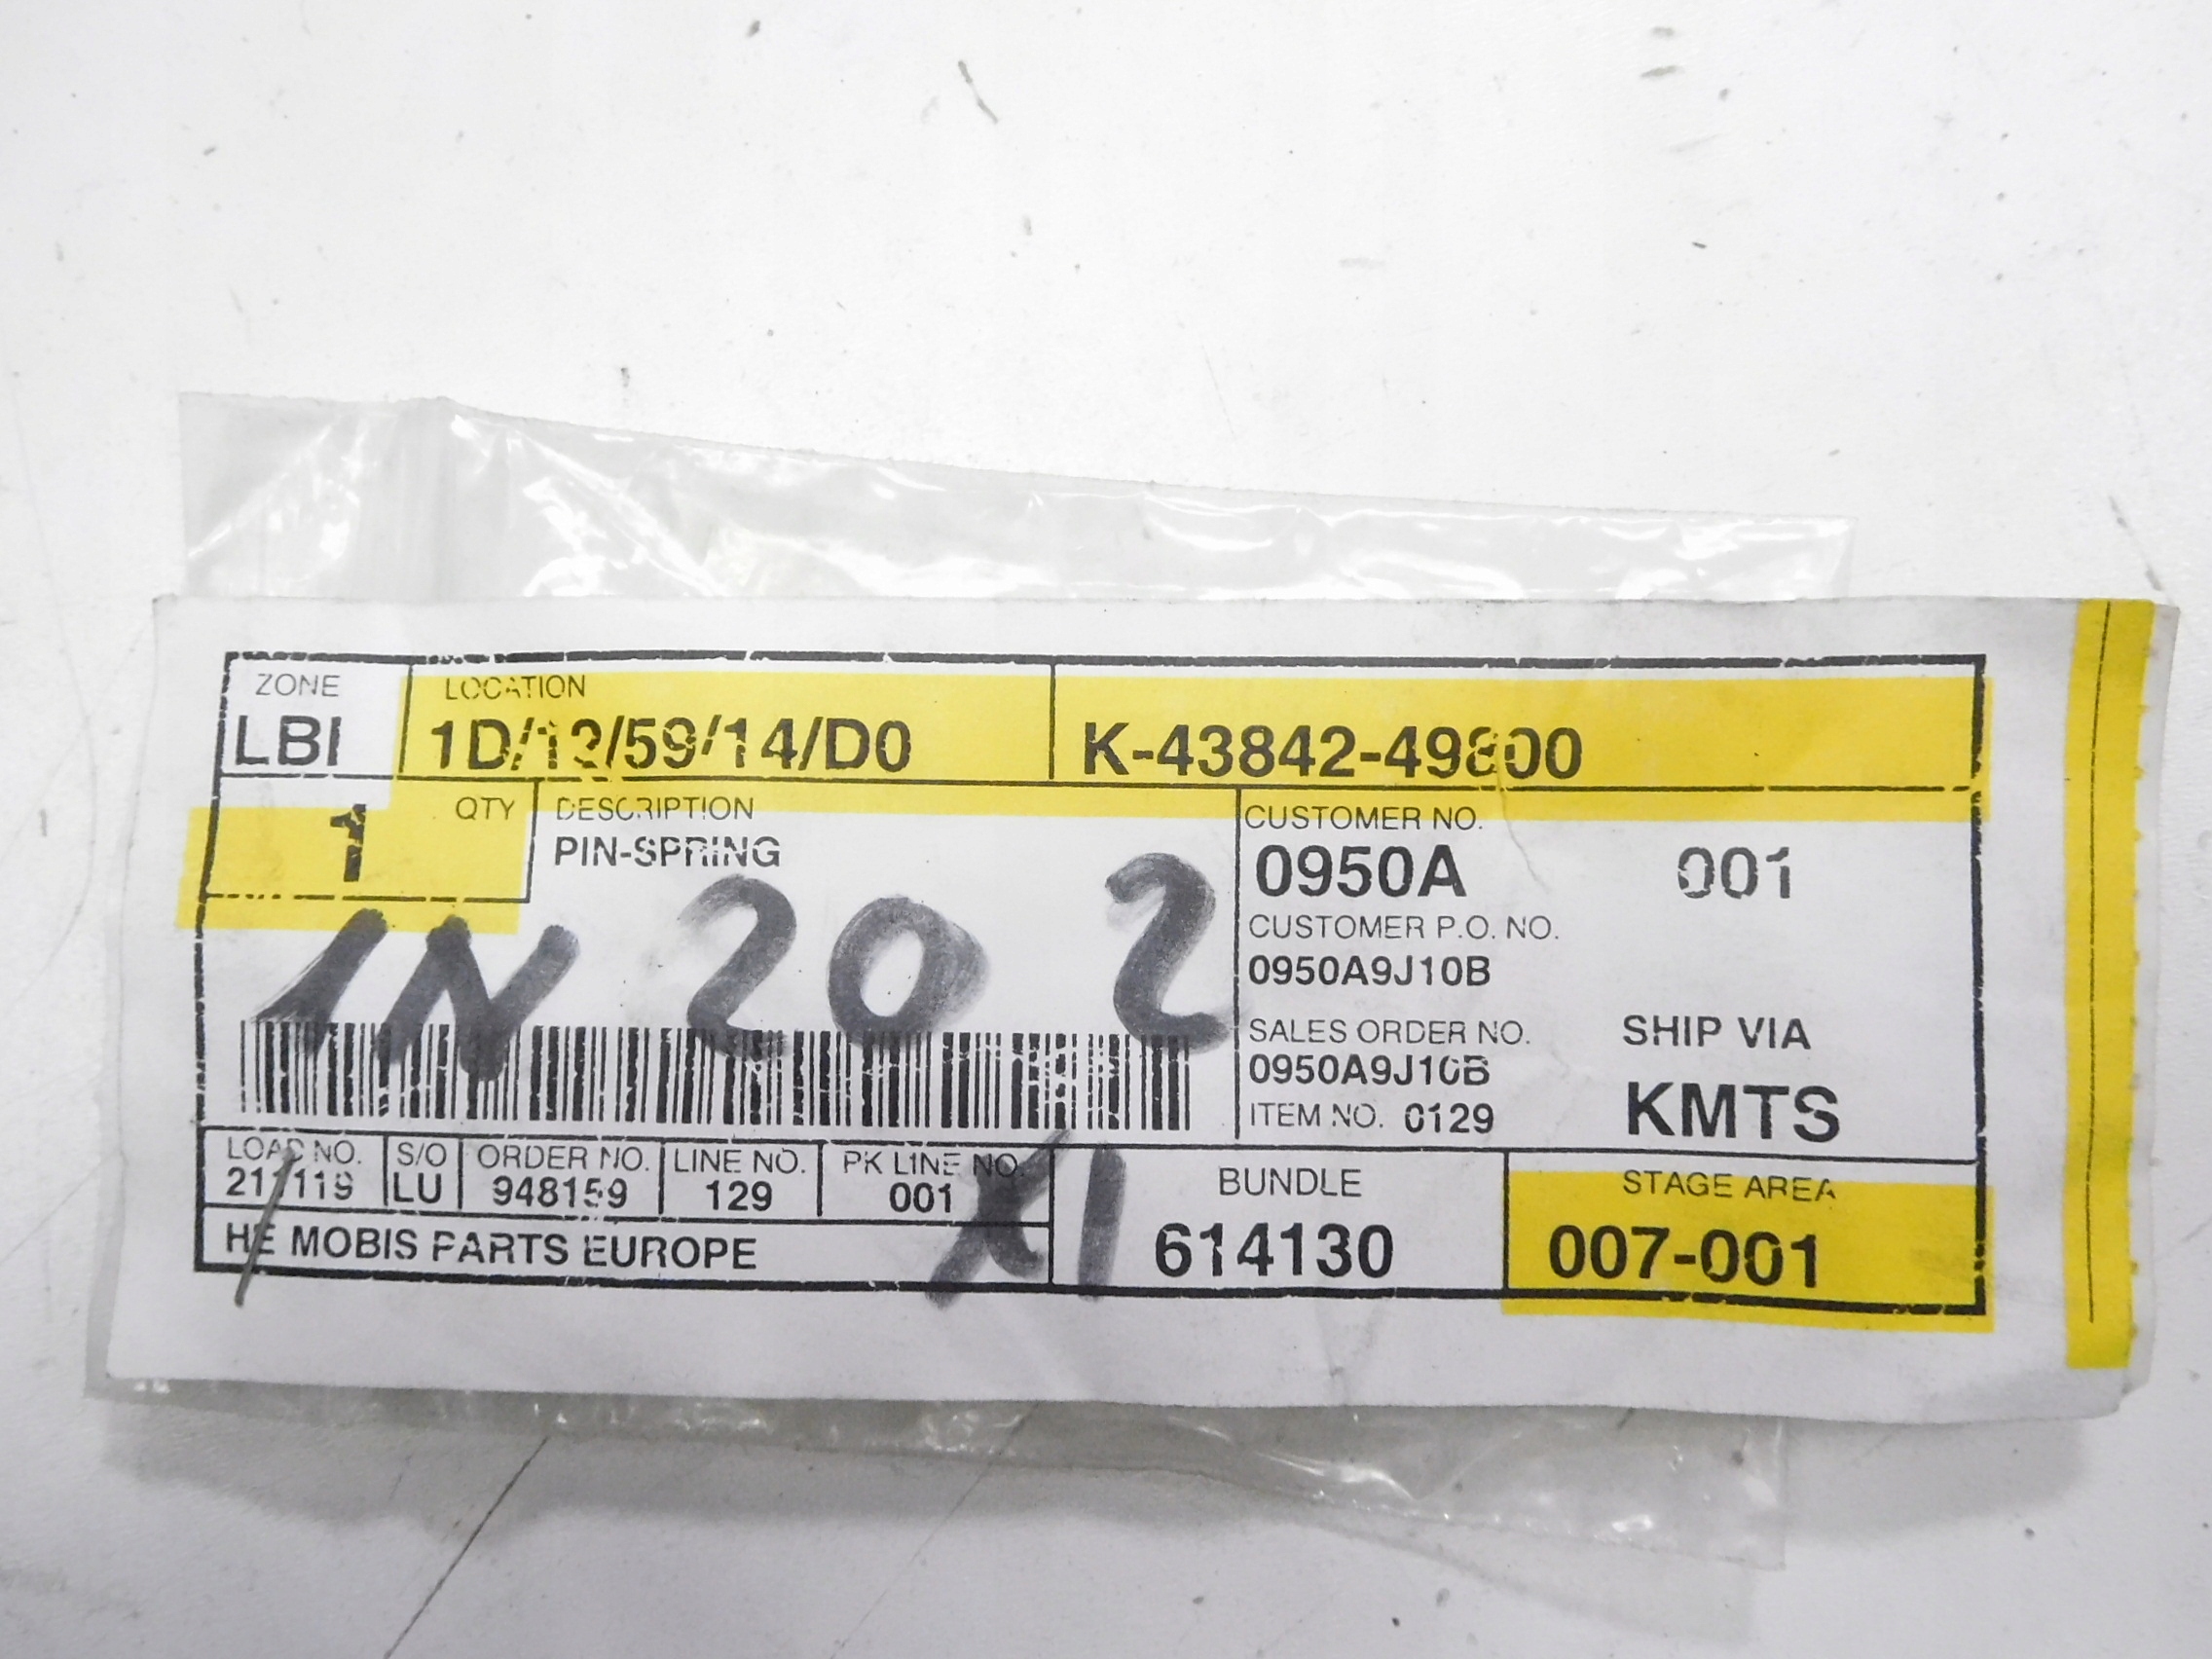 ZONE LOCATION
LBI 1D/12/59/14/D0 K-43842-49800
1 QTY DESCRIPTION CUSTOMER NO.
PIN-SPRING 0950A 001
CUSTOMER P.O. NO.
1N 20 2 0950A9J10B
SALES ORDER NO. SHIP VIA
0950A9J10B
ITEM NO. 0129 KMTS
LOAD NO. S/O ORDER NO. LINE NO. PK LINE NO. BUNDLE STAGE AREA
211119 LU 948159 129 001 X1
HE MOBIS PARTS EUROPE 614130 007-001